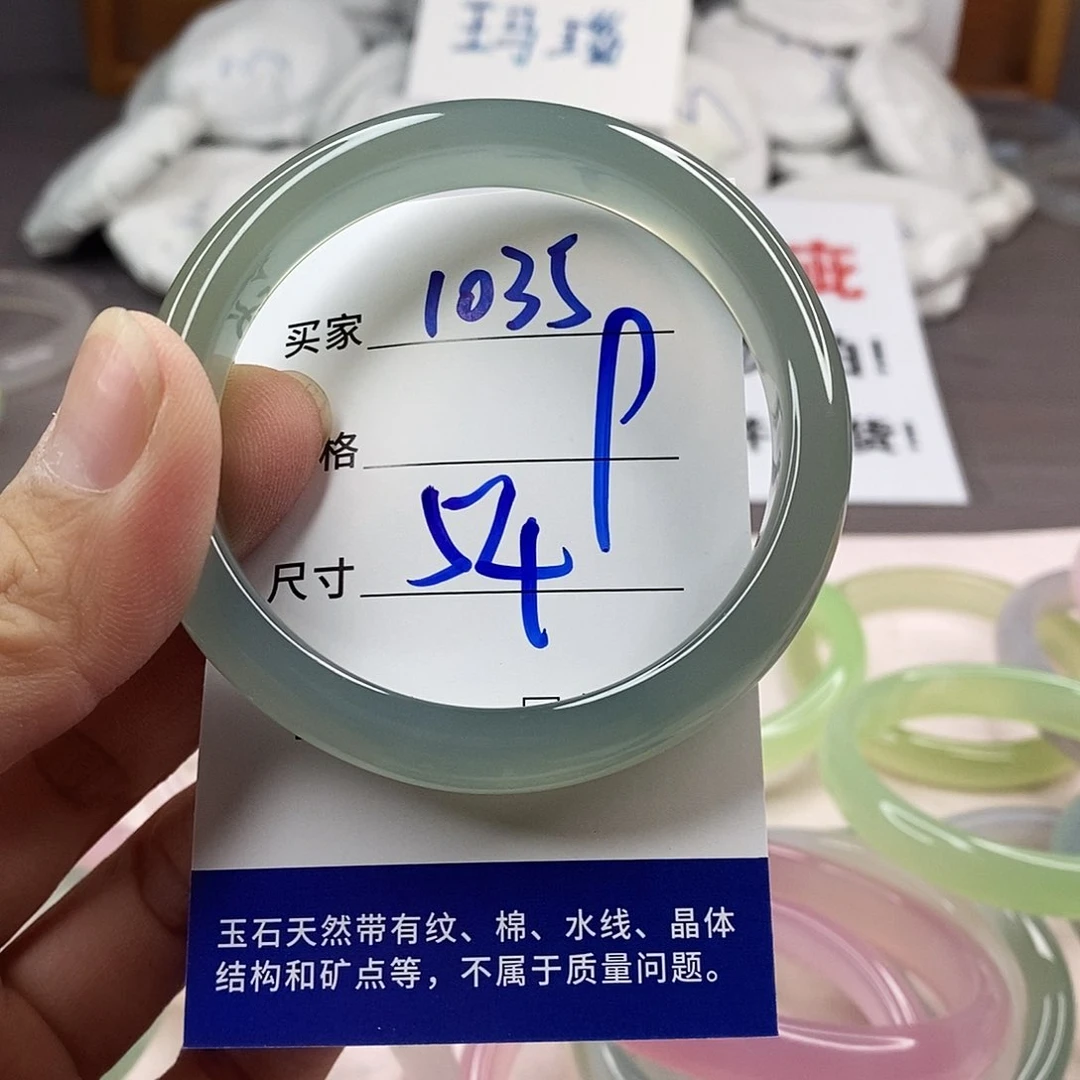 玛瑙
买家 1035
格 P
尺寸 54
玉石天然带有纹、棉、水线、晶体
结构和矿点等，不属于质量问题。